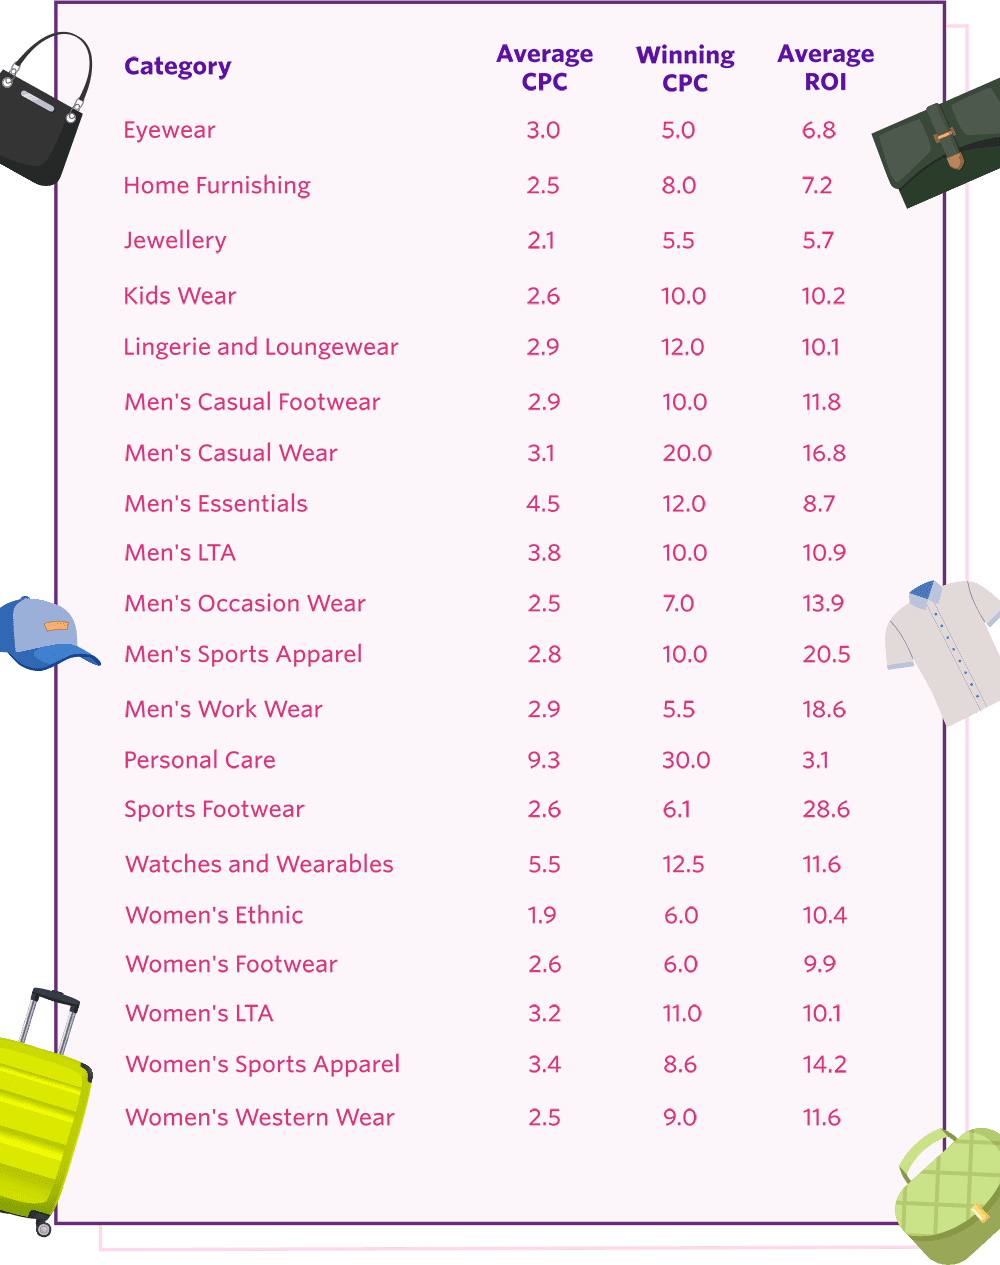 Category Average CPC Winning CPC Average ROI
Eyewear 3.0 5.0 6.8
Home Furnishing 2.5 8.0 7.2
Jewellery 2.1 5.5 5.7
Kids Wear 2.6 10.0 10.2
Lingerie and Loungewear 2.9 12.0 10.1
Men's Casual Footwear 2.9 10.0 11.8
Men's Casual Wear 3.1 20.0 16.8
Men's Essentials 4.5 12.0 8.7
Men's LTA 3.8 10.0 10.9
Men's Occasion Wear 2.5 7.0 13.9
Men's Sports Apparel 2.8 10.0 20.5
Men's Work Wear 2.9 5.5 18.6
Personal Care 9.3 30.0 3.1
Sports Footwear 2.6 6.1 28.6
Watches and Wearables 5.5 12.5 11.6
Women's Ethnic 1.9 6.0 10.4
Women's Footwear 2.6 6.0 9.9
Women's LTA 3.2 11.0 10.1
Women's Sports Apparel 3.4 8.6 14.2
Women's Western Wear 2.5 9.0 11.6